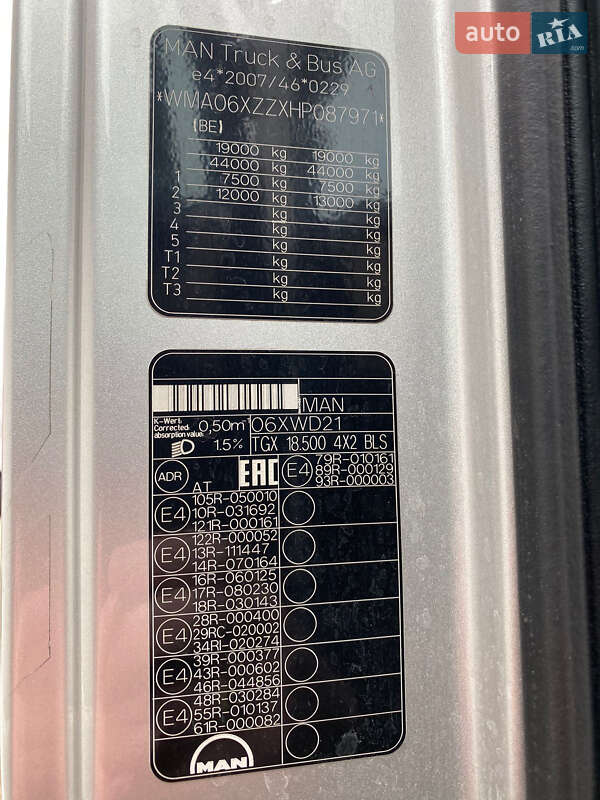 auto RIA .com
MAN Truck & Bus AG
e4*2007/46*0229
*WMA06XZZXHP087971*
(BE)
19000 kg 19000 kg
44000 kg 44000 kg
1 7500 kg 7500 kg
2 12000 kg 13000 kg
3 kg kg
4 kg kg
5 kg kg
T1 kg kg
T2 kg kg
T3 kg kg
MAN
K-Wert: Corrected absorption value: 0,50m⁻¹ 06XWD21
1.5% TGX 18.500 4X2 BLS
ADR AT EAC E4 79R-010161
89R-000129
93R-000003
E4 105R-050010
10R-031692
121R-000161
E4 122R-000052
13R-111447
14R-070164
E4 16R-060125
17R-080230
18R-030143
E4 28R-000400
29RC-020002
34RI-020274
E4 39R-000377
43R-000602
46R-044856
E4 48R-030284
55R-010137
61R-000082
MAN